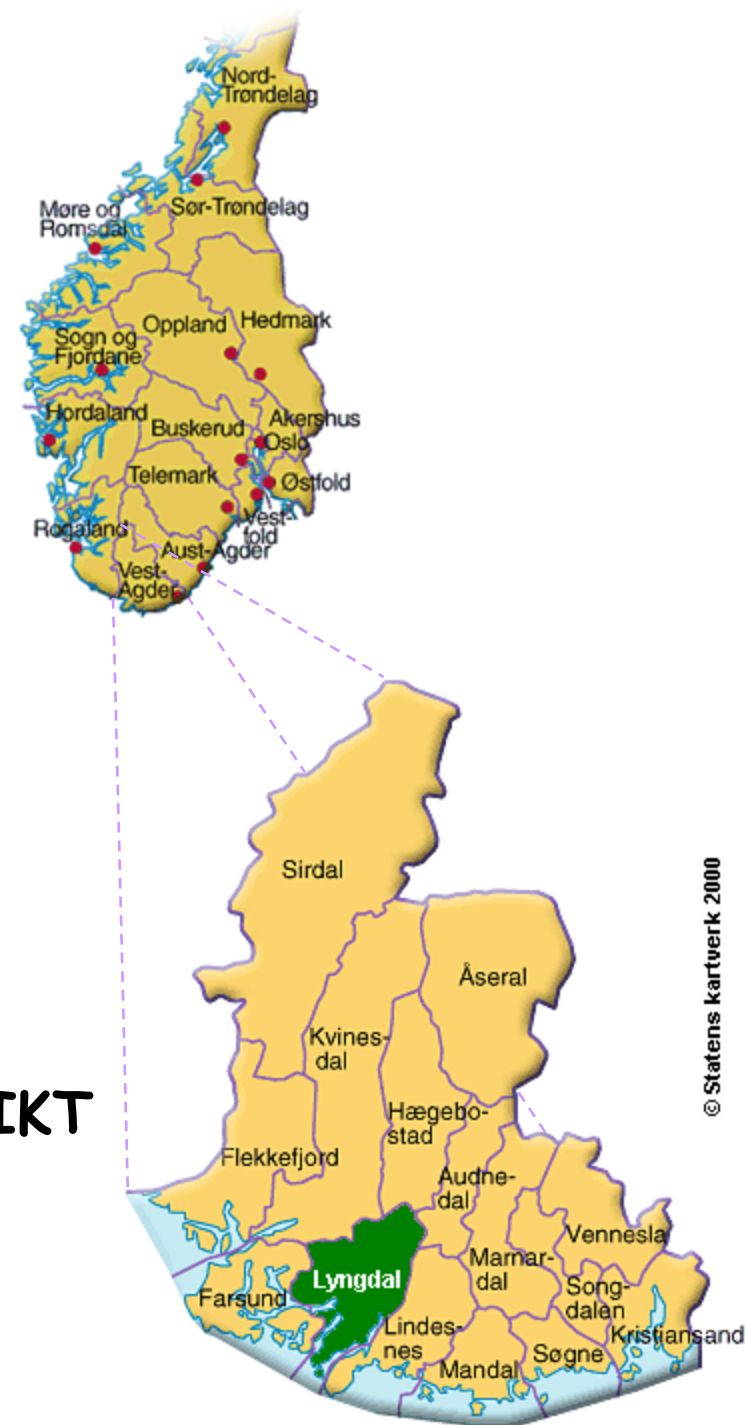 Nord-
Trøndelag
Sør-Trøndelag
Møre og
Romsdal
Oppland
Hedmark
Sogn og
Fjordane
Hordaland
Buskerud
Akershus
Oslo
Telemark
Østfold
Rogaland
Vest-
fold
Aust-Agder
Vest-
Agder
Sirdal
Åseral
© Statens kartverk 2000
Kvines-
dal
IKT
Hægebo-
stad
Flekkefjord
Audne-
dal
Vennesla
Marnar-
dal
Lyngdal
Farsund
Song-
dalen
Lindes-
nes
Kristiansand
Søgne
Mandal